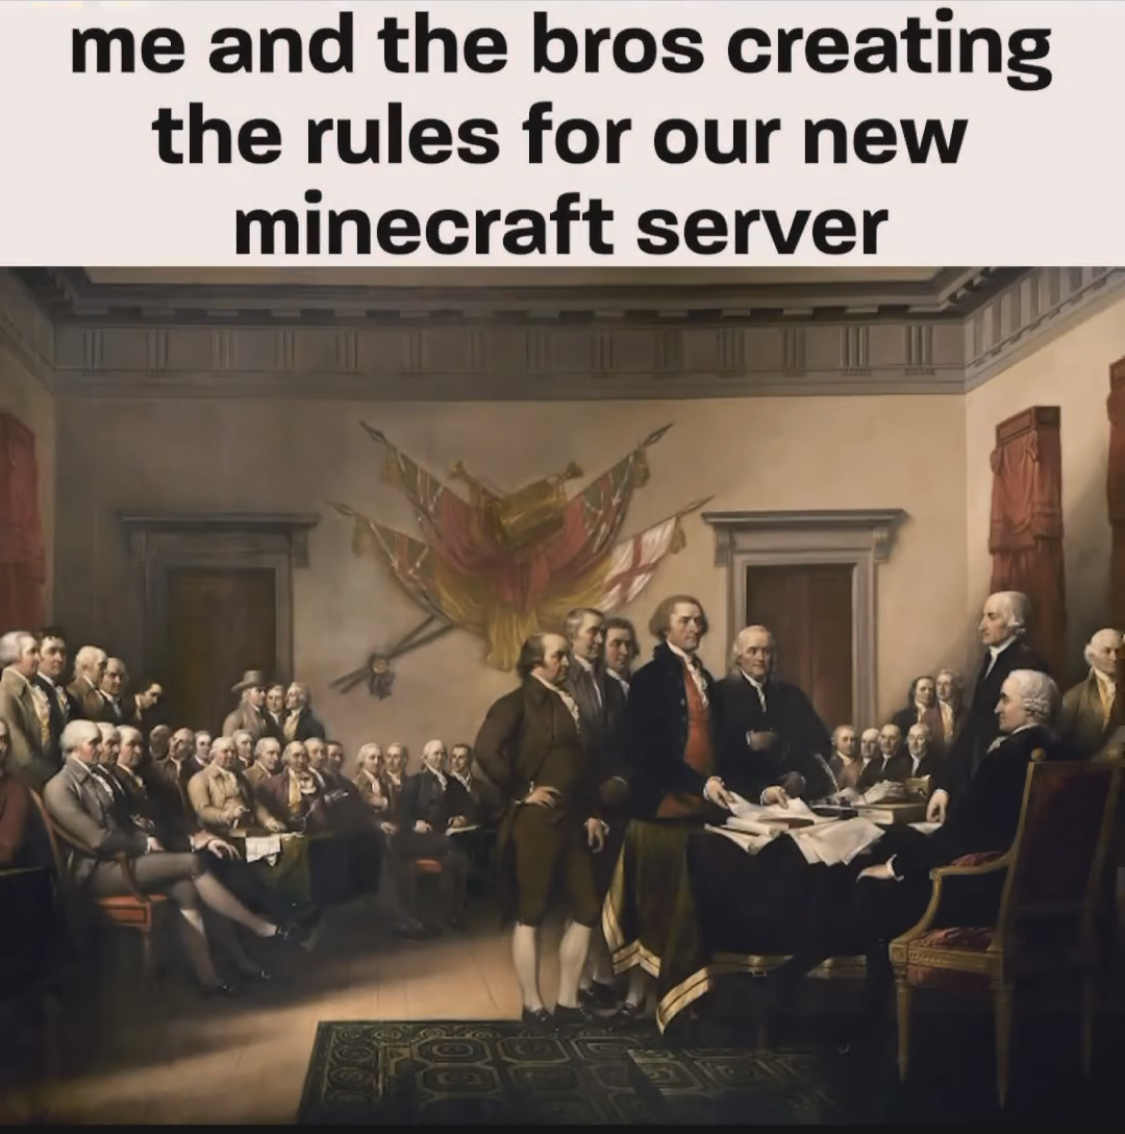 me and the bros creating
the rules for our new
minecraft server